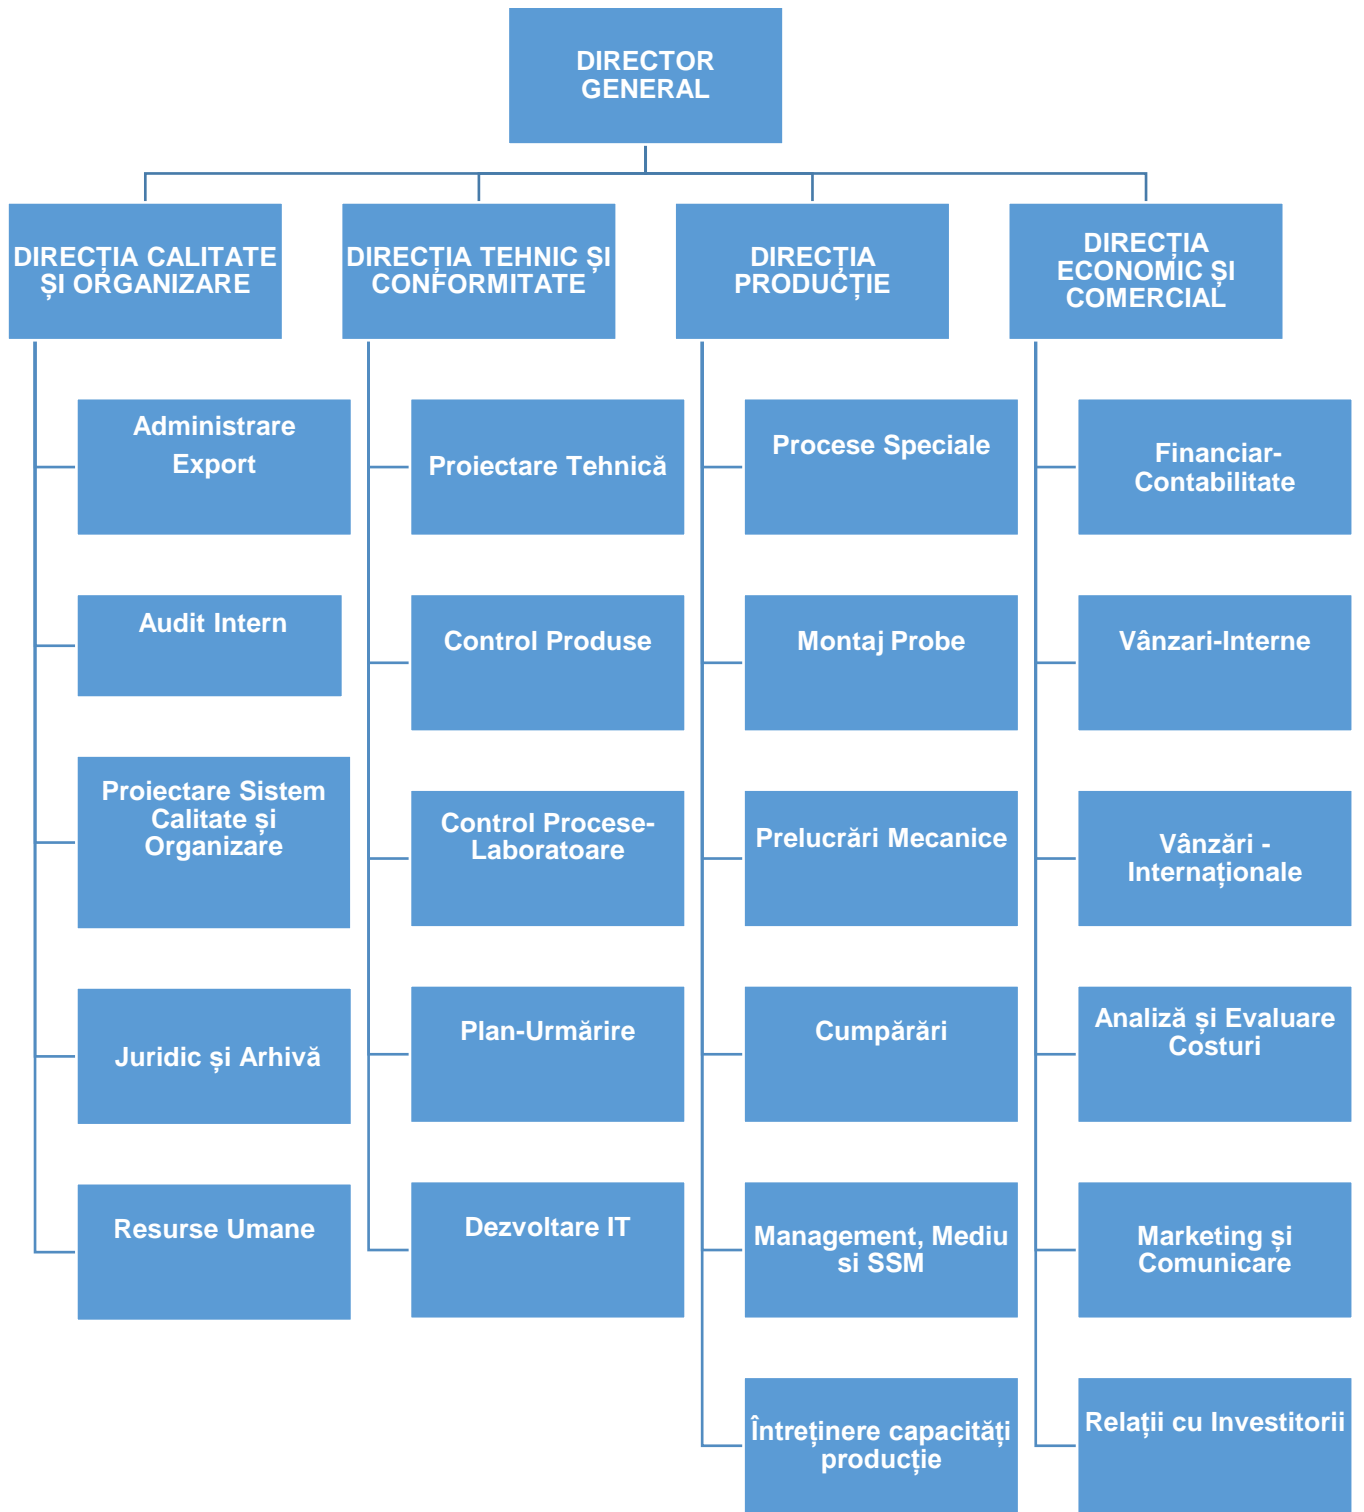 DIRECTOR
GENERAL
DIRECȚIA CALITATE
ȘI ORGANIZARE
Administrare
Export
Audit Intern
Proiectare Sistem
Calitate și
Organizare
Juridic și Arhivă
Resurse Umane
DIRECȚIA TEHNIC ȘI
CONFORMITATE
Proiectare Tehnică
Control Produse
Control Procese-
Laboratoare
Plan-Urmărire
Dezvoltare IT
DIRECȚIA
PRODUCȚIE
Procese Speciale
Montaj Probe
Prelucrări Mecanice
Cumpărări
Management, Mediu
si SSM
Întreținere capacități
producție
DIRECȚIA
ECONOMIC ȘI
COMERCIAL
Financiar-
Contabilitate
Vânzari-Interne
Vânzări -
Internaționale
Analiză și Evaluare
Costuri
Marketing și
Comunicare
Relații cu Investitorii